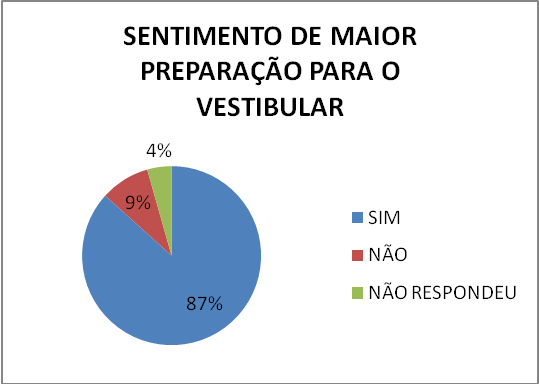 SENTIMENTO DE MAIOR
PREPARAÇÃO PARA O
VESTIBULAR
4%
9%
87%
SIM
NÃO
NÃO RESPONDEU